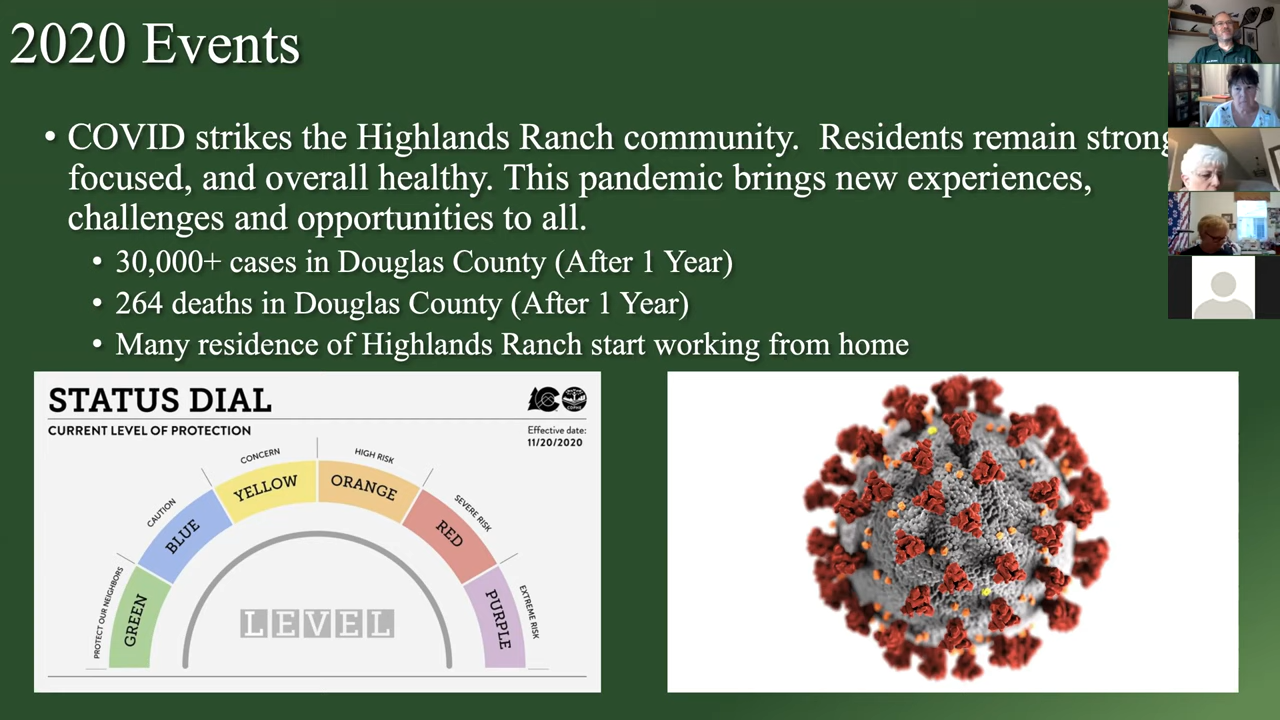 2020 Events
• COVID strikes the Highlands Ranch community.  Residents remain strong
focused, and overall healthy. This pandemic brings new experiences,
challenges and opportunities to all.
• 30,000+ cases in Douglas County (After 1 Year)
• 264 deaths in Douglas County (After 1 Year)
• Many residence of Highlands Ranch start working from home
STATUS DIAL
CURRENT LEVEL OF PROTECTION
Effective date:
11/20/2020
PROTECT OUR NEIGHBORS
GREEN
CAUTION
BLUE
CONCERN
YELLOW
HIGH RISK
ORANGE
SEVERE RISK
RED
EXTREME RISK
PURPLE
LEVEL